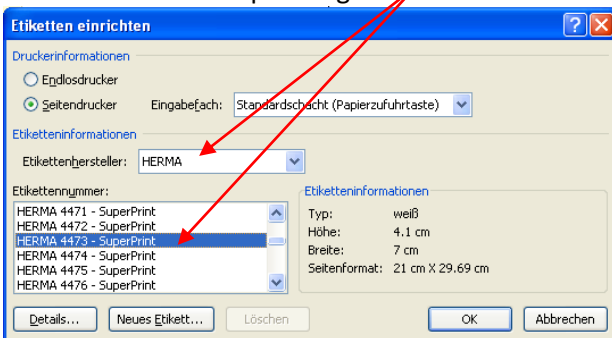 Etiketten einrichten
Druckerinformationen
Endlosdrucker
Seitendrucker Eingabefach: Standardschacht (Papierzufuhrtaste)
Etiketteninformationen
Etikettenhersteller: HERMA
Etikettennummer:
HERMA 4471 - SuperPrint
HERMA 4472 - SuperPrint
HERMA 4473 - SuperPrint
HERMA 4474 - SuperPrint
HERMA 4475 - SuperPrint
HERMA 4476 - SuperPrint
Etiketteninformationen
Typ: weiß
Höhe: 4.1 cm
Breite: 7 cm
Seitenformat: 21 cm X 29.69 cm
Details... Neues Etikett... Löschen OK Abbrechen